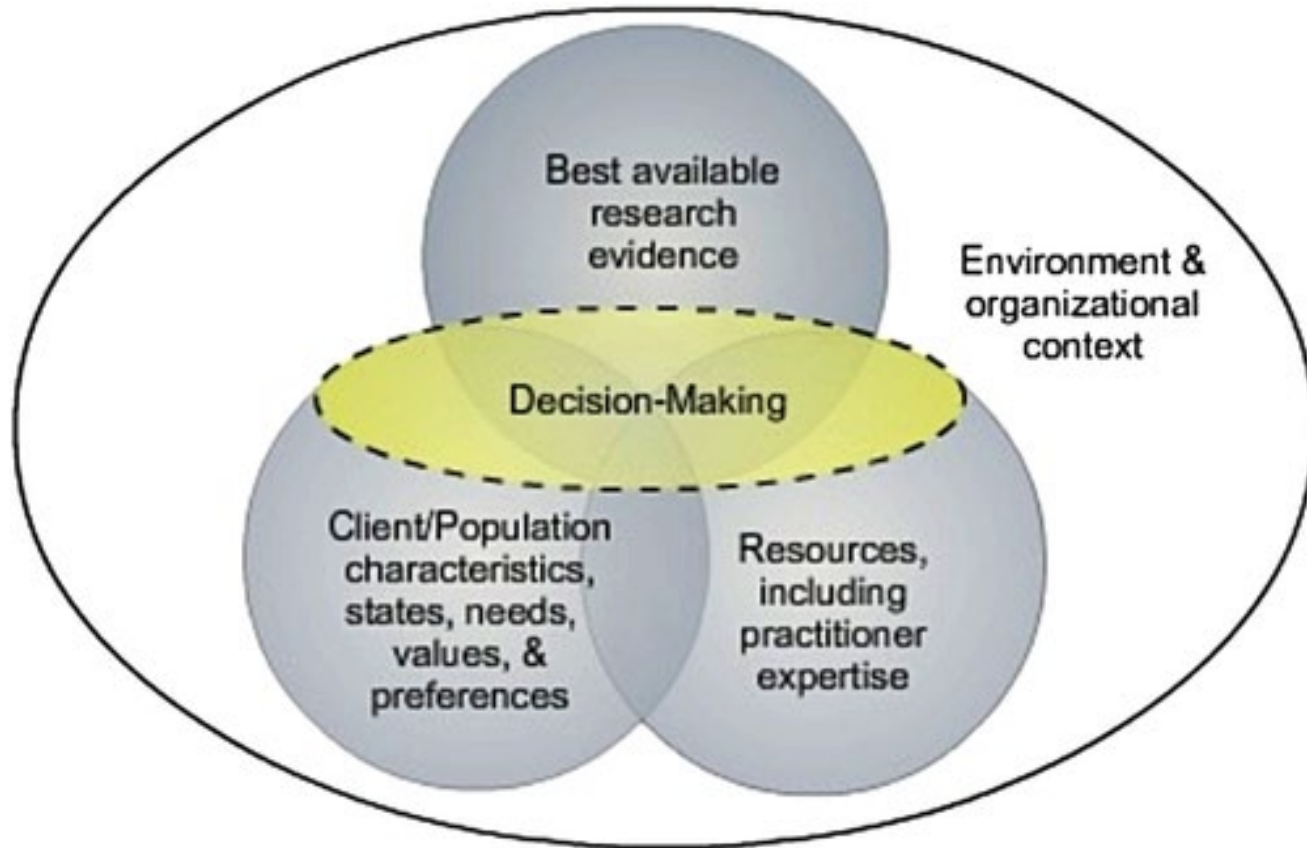 Best available
research
evidence
Environment &
organizational
context
Decision-Making
Client/Population
characteristics,
states, needs,
values, &
preferences
Resources,
including
practitioner
expertise